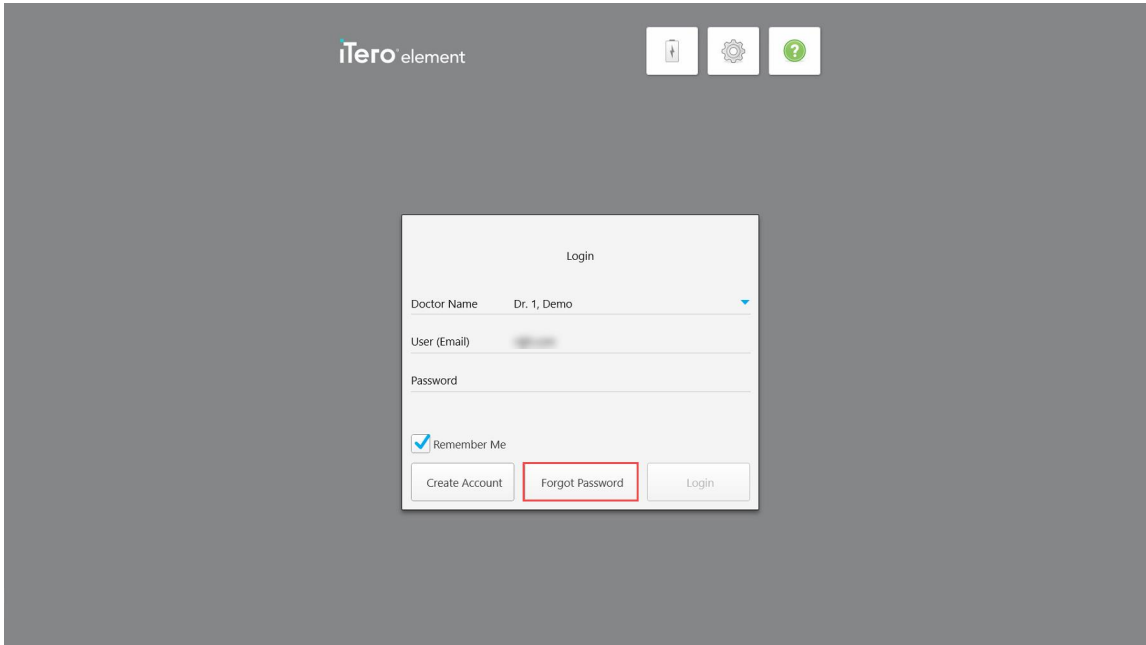 iTero element
?
Login
Doctor Name Dr. 1, Demo
User (Email)
Password
Remember Me
Create Account Forgot Password Login